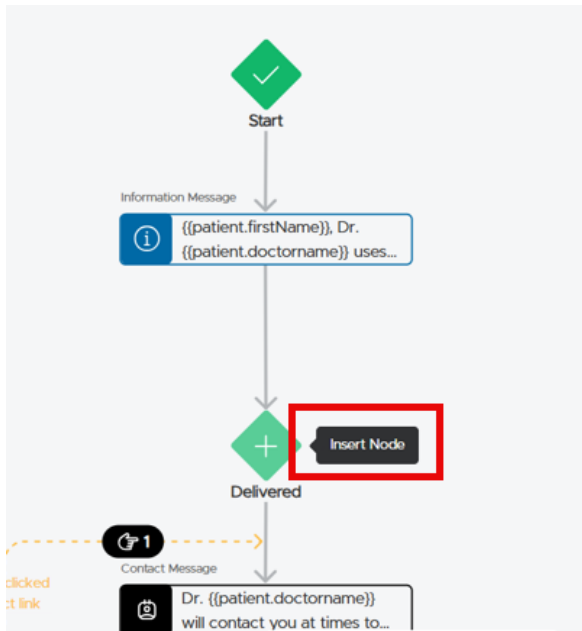 Start
Information Message
{{patient.firstName}}, Dr.
{{patient.doctorname}} uses...
Insert Node
Delivered
1
clicked
ct link
Contact Message
Dr. {{patient.doctorname}}
will contact you at times to...